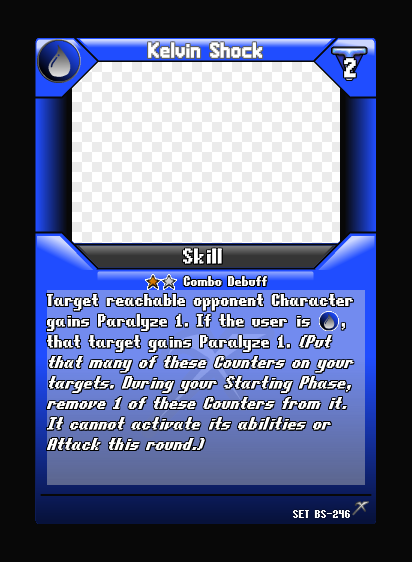 Kelvin Shock
2
Skill
Combo Debuff
Target reachable opponent Character
gains Paralyze 1. If the user is ,
that target gains Paralyze 1. (Put
that many of these Counters on your
targets. During your Starting Phase,
remove 1 of these Counters from it.
It cannot activate its abilities or
Attack this round.)
SET BS-246